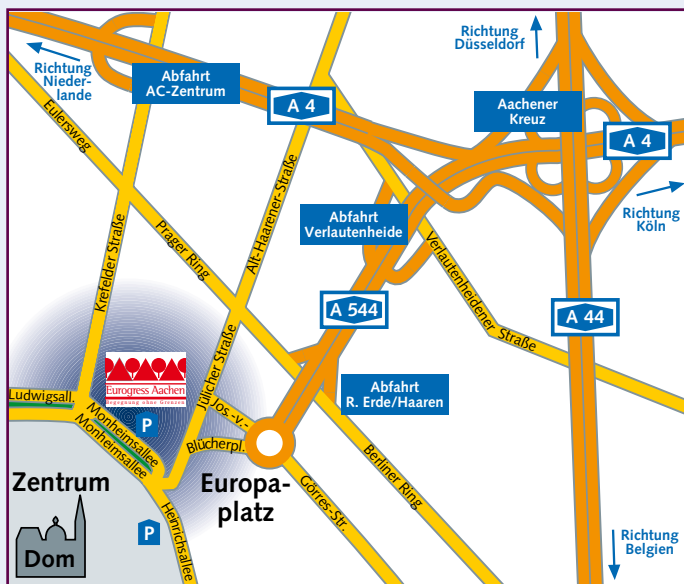 Richtung
Nieder-
lande
Abfahrt
AC-Zentrum
A 4
Richtung
Düsseldorf
Aachener
Kreuz
A 4
Richtung
Köln
Eulersweg
Prager Ring
Alt-Haarener-Straße
Krefelder Straße
Abfahrt
Verlautenheide
Verlautenheidener Straße
A 544
A 44
Eurogress Aachen
Begegnung ohne Grenzen
Jülicher Straße
Abfahrt
R. Erde/Haaren
Ludwigsall.
Monheimsallee
Monheimsallee
P
Jos.-v.-
Görres-Str.
Blücherpl.
Berliner Ring
Europa-
platz
Zentrum
Dom
P
Heinrichsallee
Richtung
Belgien